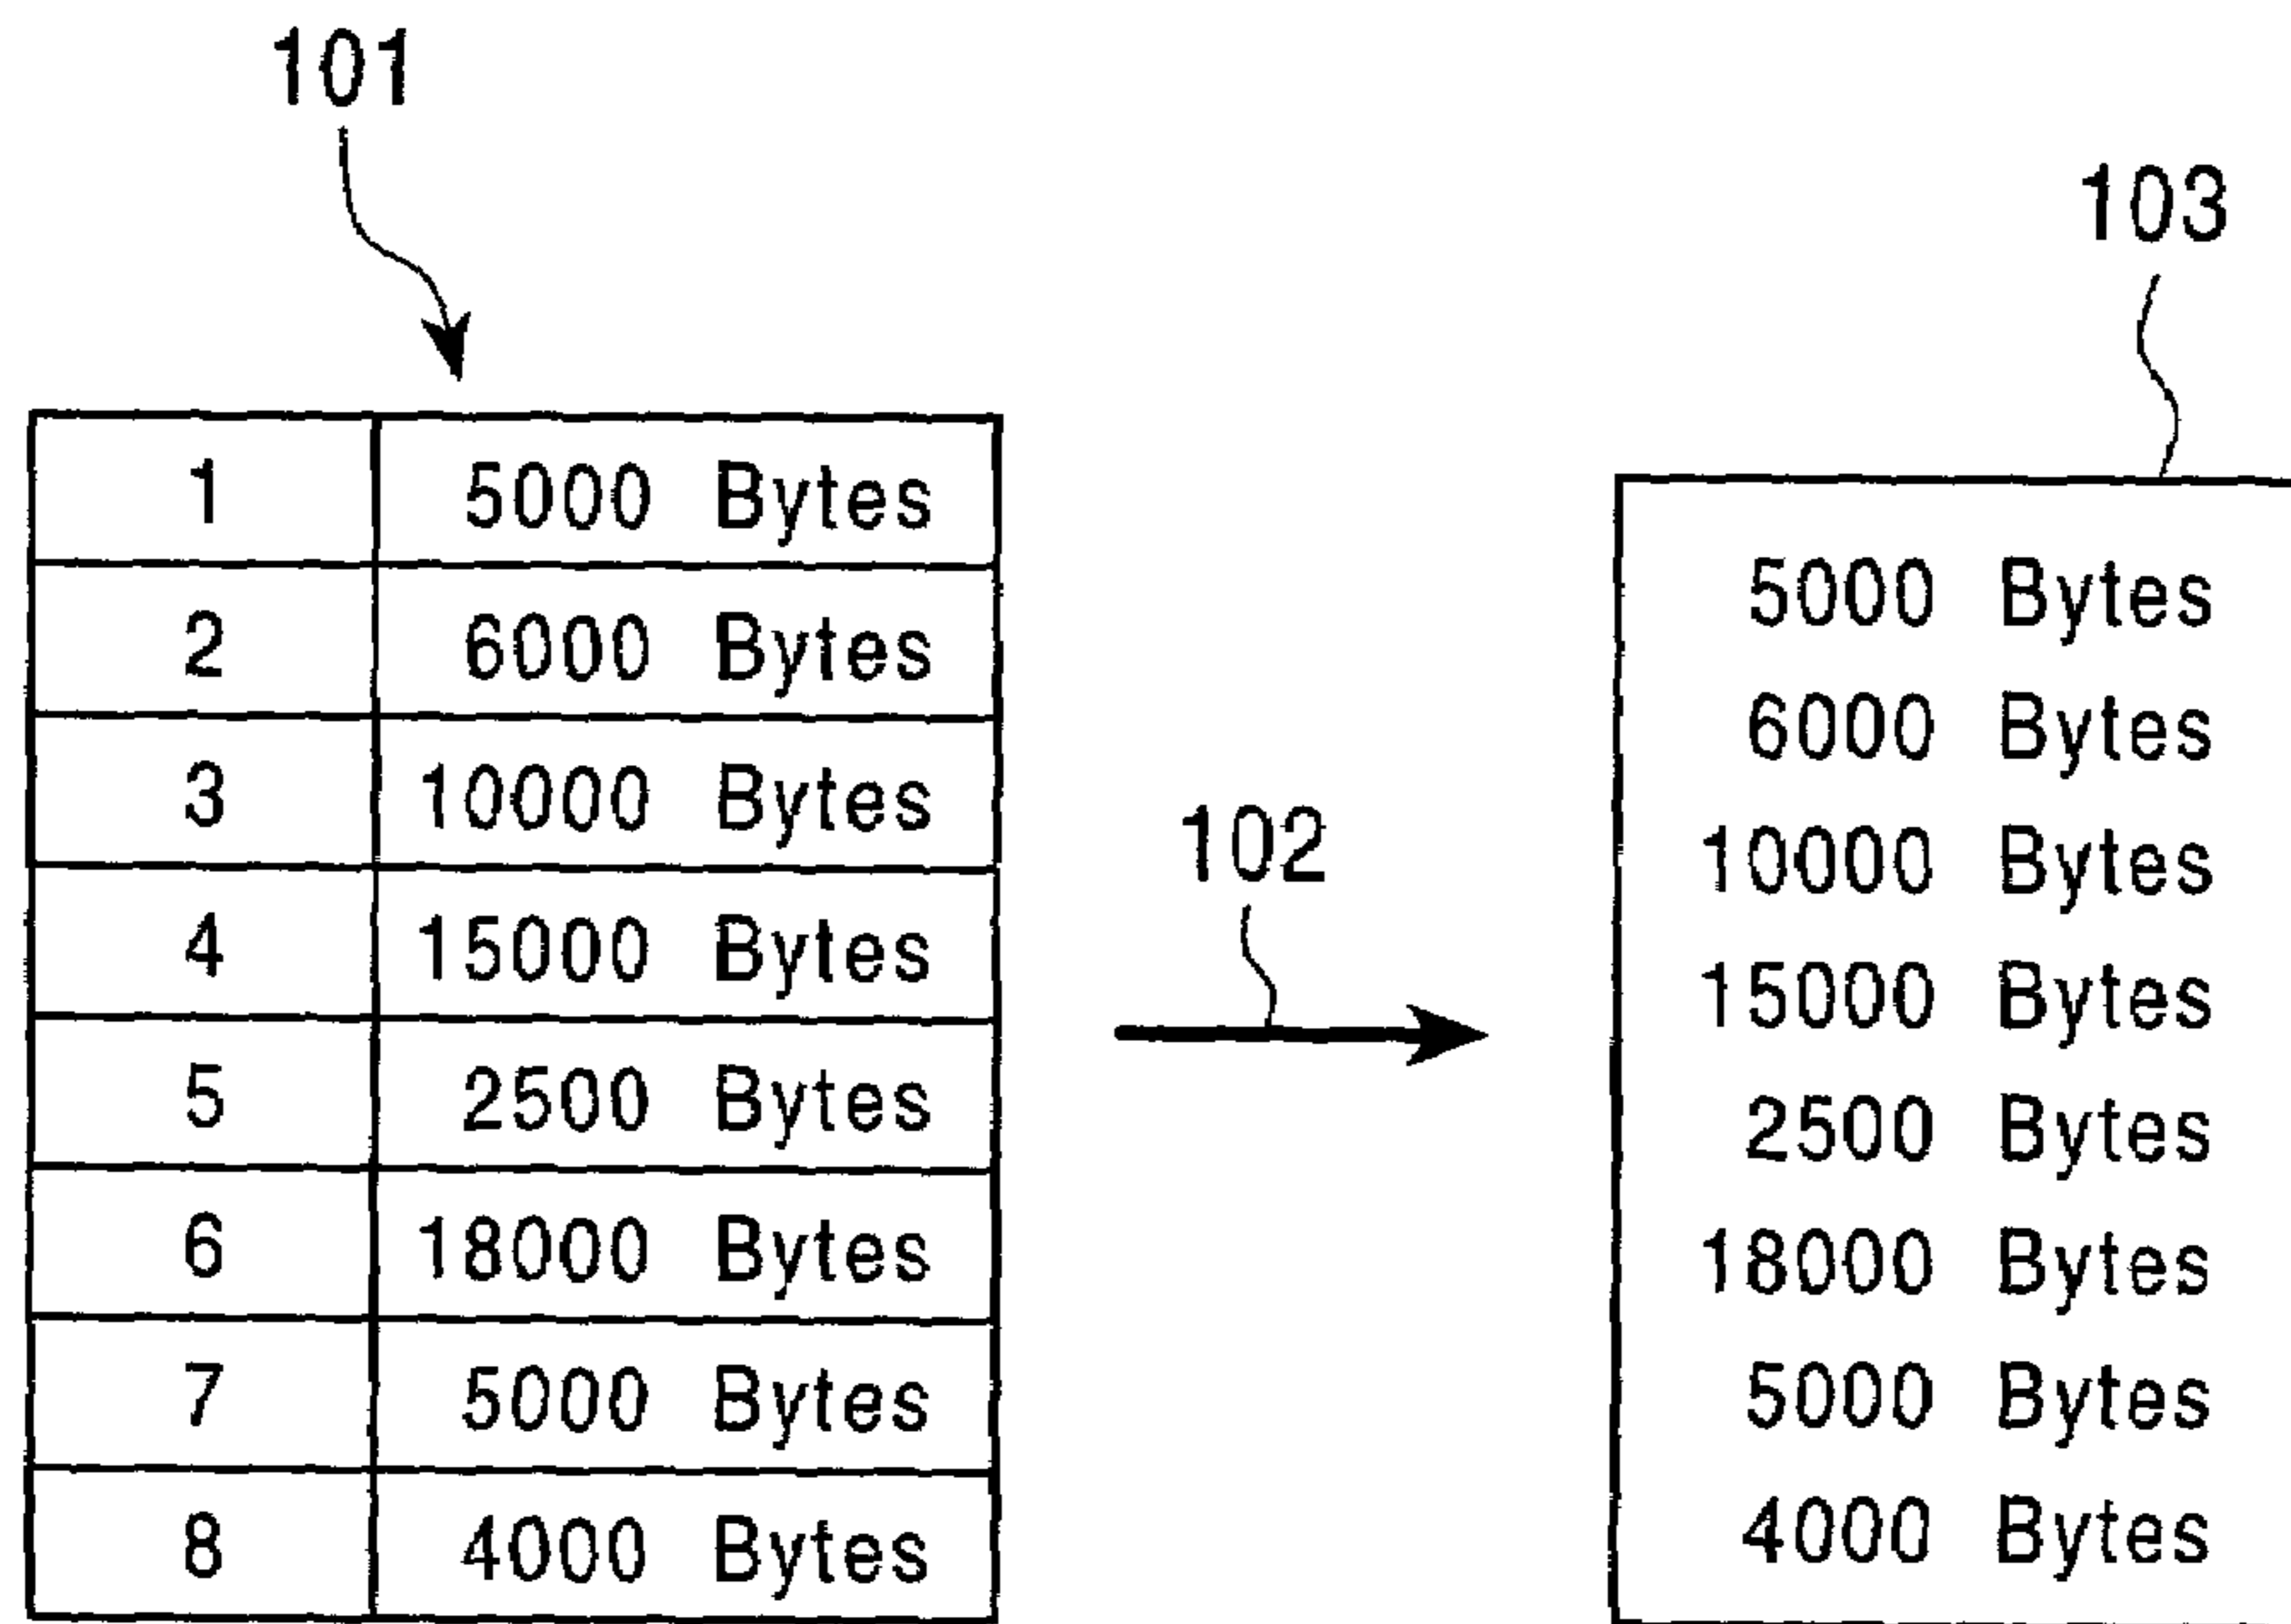 101
103
1 5000 Bytes
2 6000 Bytes
3 10000 Bytes
4 15000 Bytes
5 2500 Bytes
6 18000 Bytes
7 5000 Bytes
8 4000 Bytes
102
5000 Bytes
6000 Bytes
10000 Bytes
15000 Bytes
2500 Bytes
18000 Bytes
5000 Bytes
4000 Bytes